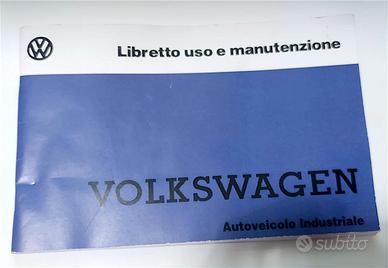 Libretto uso e manutenzione
VOLKSWAGEN
Autoveicolo Industriale
subito